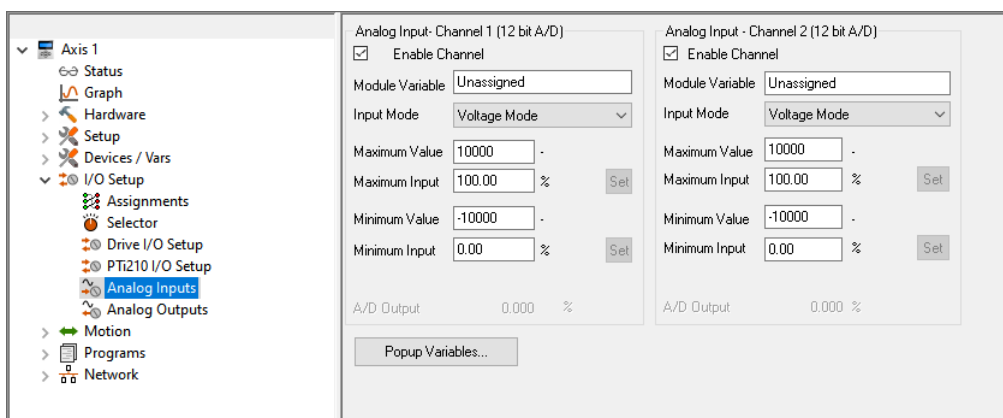 Axis 1
Status
Graph
Hardware
Setup
Devices / Vars
I/O Setup
Assignments
Selector
Drive I/O Setup
PTi210 I/O Setup
Analog Inputs
Analog Outputs
Motion
Programs
Network
Analog Input- Channel 1 (12 bit A/D)
Enable Channel
Module Variable Unassigned
Input Mode Voltage Mode
Maximum Value 10000 -
Maximum Input 100.00 % Set
Minimum Value -10000 -
Minimum Input 0.00 % Set
A/D Output 0.000 %
Analog Input - Channel 2 (12 bit A/D)
Enable Channel
Module Variable Unassigned
Input Mode Voltage Mode
Maximum Value 10000 -
Maximum Input 100.00 % Set
Minimum Value -10000 -
Minimum Input 0.00 % Set
A/D Output 0.000 %
Popup Variables...